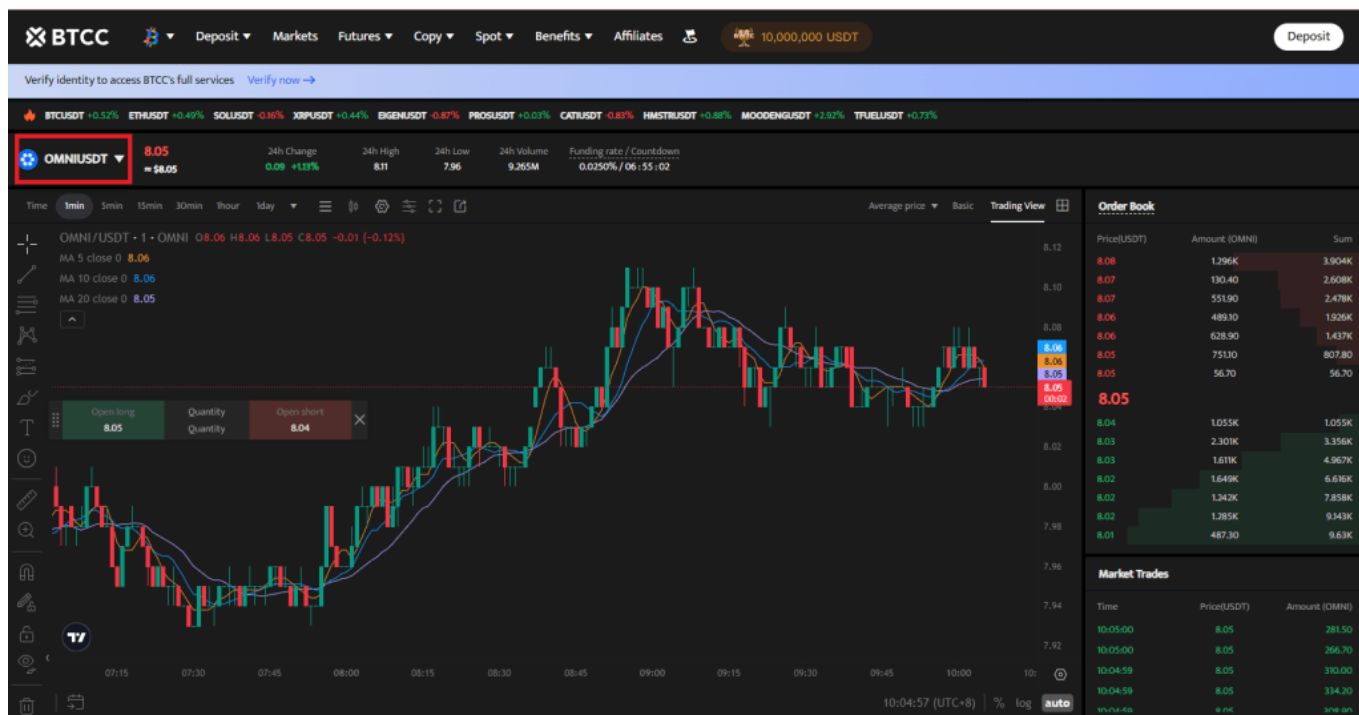 BTCC Deposit Markets Futures Copy Spot Benefits Affiliates 10,000,000 USDT Deposit
Verify identity to access BTCC's full services Verify now →
BTCUSDT +0.52% ETHUSDT +0.49% SOLUSDT -0.16% XRPUSDT +0.44% EIGENUSDT -0.87% PROSUSDT +0.03% CATIUSDT -0.83% HMSTRUSDT +0.88% MOODENGUSDT +2.92% TFUELUSDT +0.73%
OMNIUSDT
8.05
≈ $8.05
24h Change
0.09 +1.13%
24h High
8.11
24h Low
7.96
24h Volume
9.265M
Funding rate / Countdown
0.0250% / 06:55:02
Time 1min 5min 15min 30min 1hour 1day Average price Basic Trading View
OMNI/USDT • 1 • OMNI O8.06 H8.06 L8.05 C8.05 -0.01 (-0.12%)
MA 5 close 0 8.06
MA 10 close 0 8.06
MA 20 close 0 8.05
Open long
8.05
Quantity
Quantity
Open short
8.04
8.12
8.10
8.08
8.06
8.06
8.05
8.05
00:02
8.04
8.02
8.00
7.98
7.96
7.94
7.92
07:15 07:30 07:45 08:00 08:15 08:30 08:45 09:00 09:15 09:30 09:45 10:00 10:
10:04:57 (UTC+8) % log auto
Order Book
Price(USDT) Amount (OMNI) Sum
8.08 1.296K 3.904K
8.07 130.40 2.608K
8.07 551.90 2.478K
8.06 489.10 1.926K
8.06 628.90 1.437K
8.05 751.10 807.80
8.05 56.70 56.70
8.05
8.04 1.055K 1.055K
8.03 2.301K 3.356K
8.03 1.611K 4.967K
8.02 1.649K 6.616K
8.02 1.242K 7.858K
8.02 1.285K 9.143K
8.01 487.30 9.63K
Market Trades
Time Price(USDT) Amount (OMNI)
10:05:00 8.05 281.50
10:05:00 8.05 266.70
10:04:59 8.05 310.00
10:04:59 8.05 334.20
10:04:59 8.05 308.90